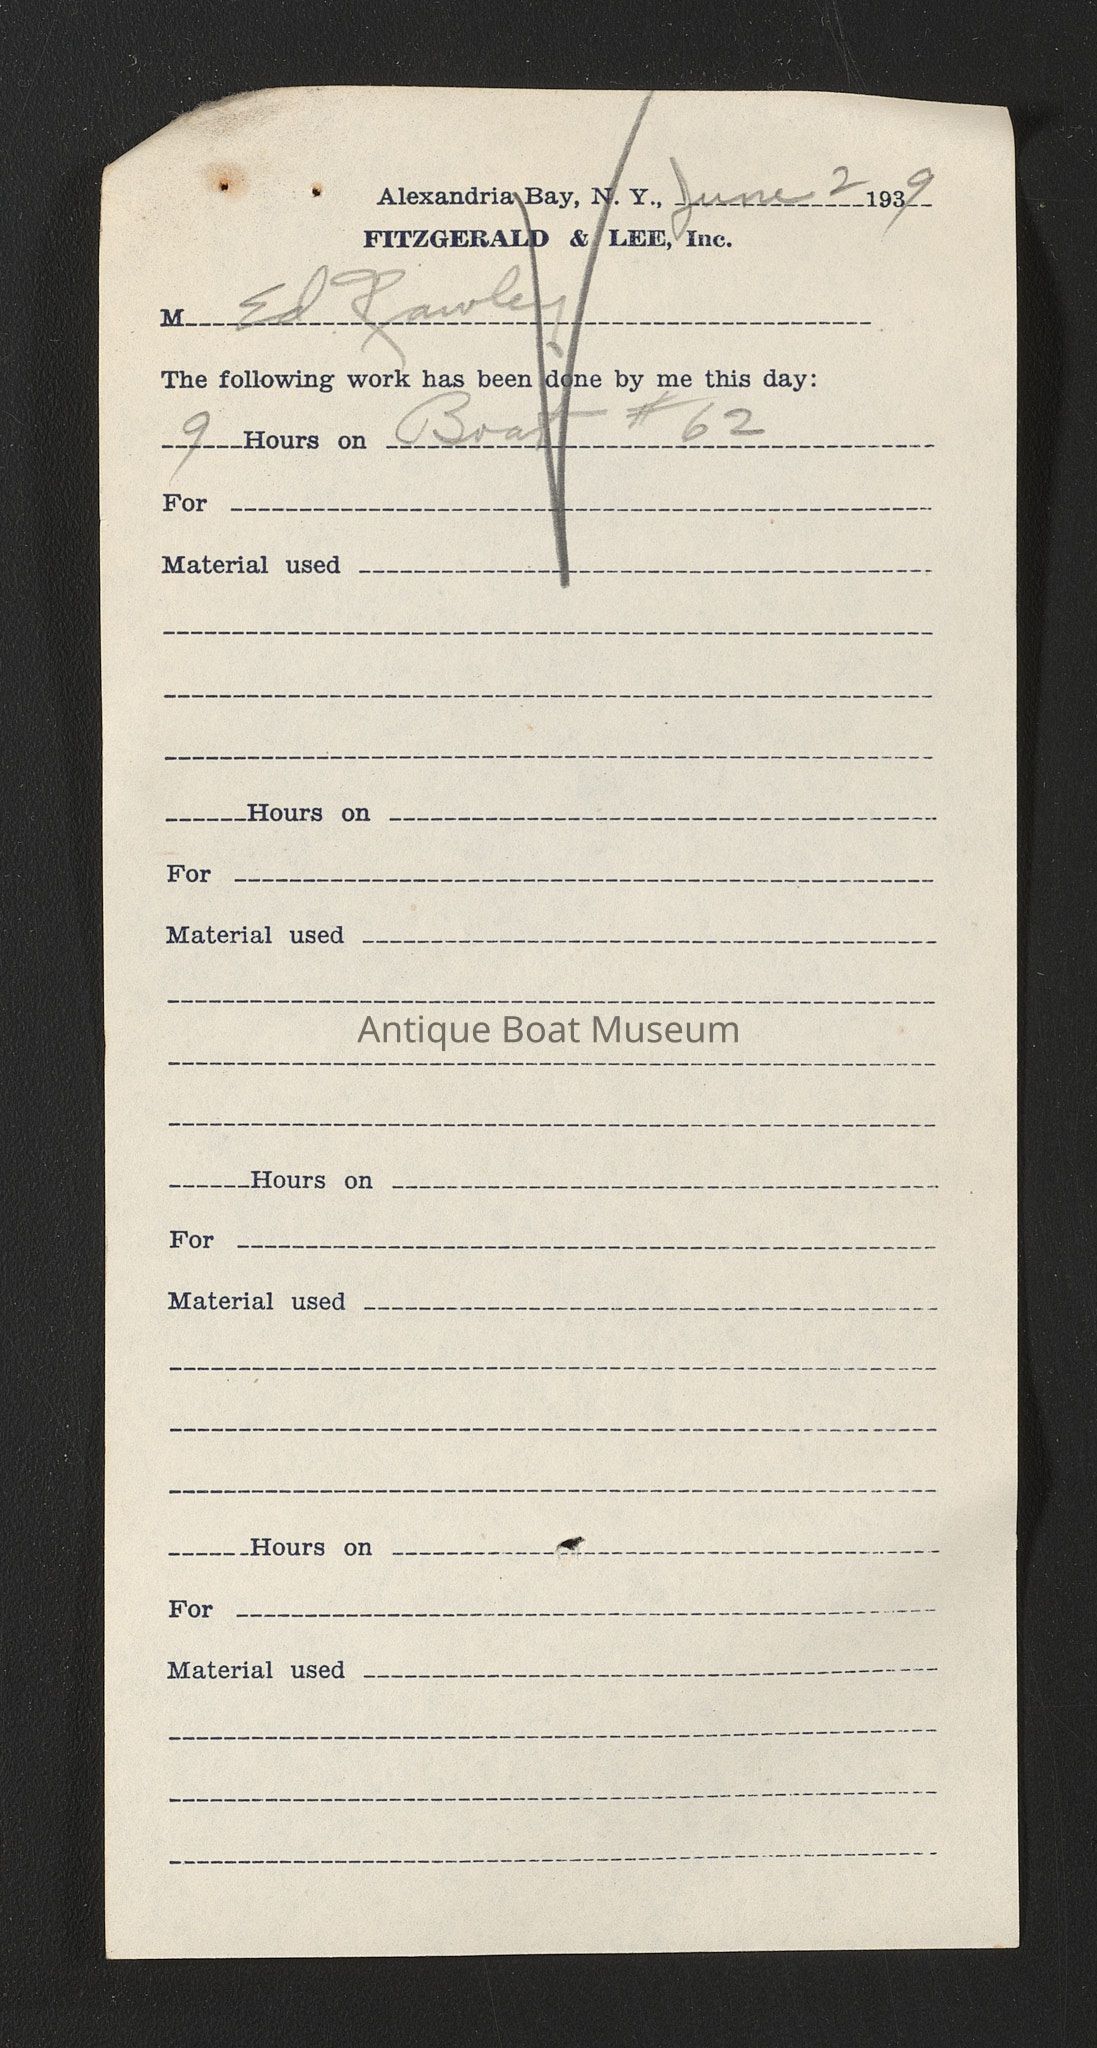 Alexandria Bay, N. Y., June 2 1939
FITZGERALD & LEE, Inc.
M Ed Rawley
The following work has been done by me this day:
9 Hours on Boat #62
For
Material used
Hours on
For
Material used
Antique Boat Museum
Hours on
For
Material used
Hours on
For
Material used